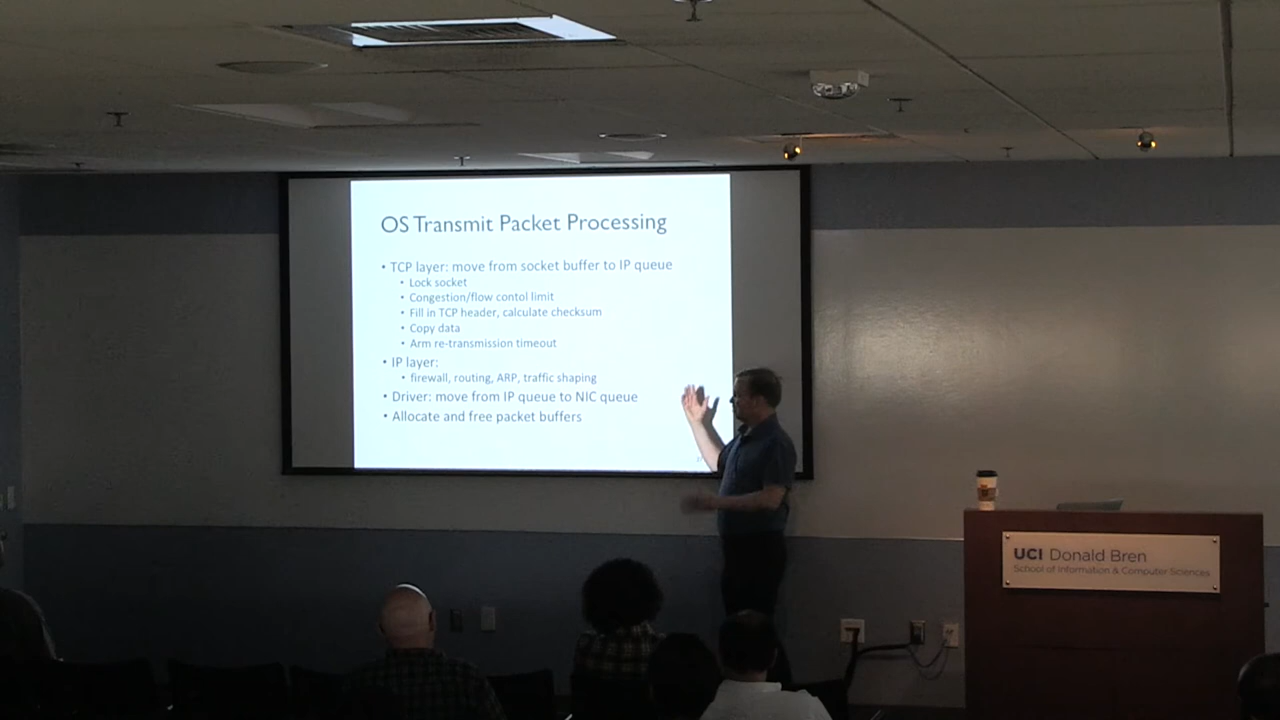 OS Transmit Packet Processing
• TCP layer: move from socket buffer to IP queue
• Lock socket
• Congestion/flow contol limit
• Fill in TCP header, calculate checksum
• Copy data
• Arm re-transmission timeout
• IP layer:
• firewall, routing, ARP, traffic shaping
• Driver: move from IP queue to NIC queue
• Allocate and free packet buffers
UCI Donald Bren
School of Information & Computer Sciences